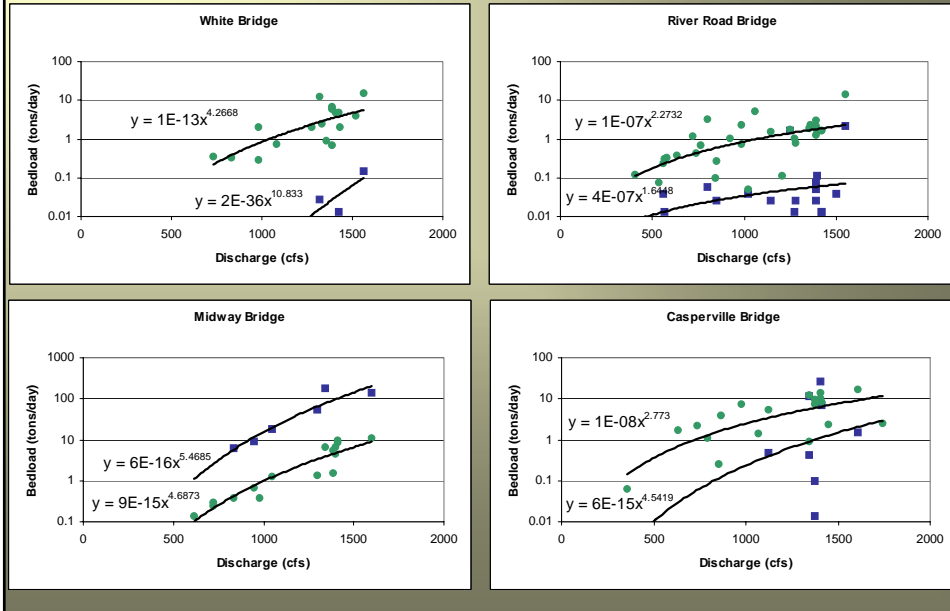 White Bridge
100
10
1
0.1
0.01
0
500
1000
1500
2000
Bedload (tons/day)
Discharge (cfs)
y = 1E-13x^4.2668
y = 2E-36x^10.833
River Road Bridge
100
10
1
0.1
0.01
0
500
1000
1500
2000
Bedload (tons/day)
Discharge (cfs)
y = 1E-07x^2.2732
y = 4E-07x^1.6448
Midway Bridge
1000
100
10
1
0.1
0
500
1000
1500
2000
Bedload (tons/day)
Discharge (cfs)
y = 6E-16x^5.4685
y = 9E-15x^4.6873
Casperville Bridge
100
10
1
0.1
0.01
0
500
1000
1500
2000
Bedload (tons/day)
Discharge (cfs)
y = 1E-08x^2.773
y = 6E-15x^4.5419